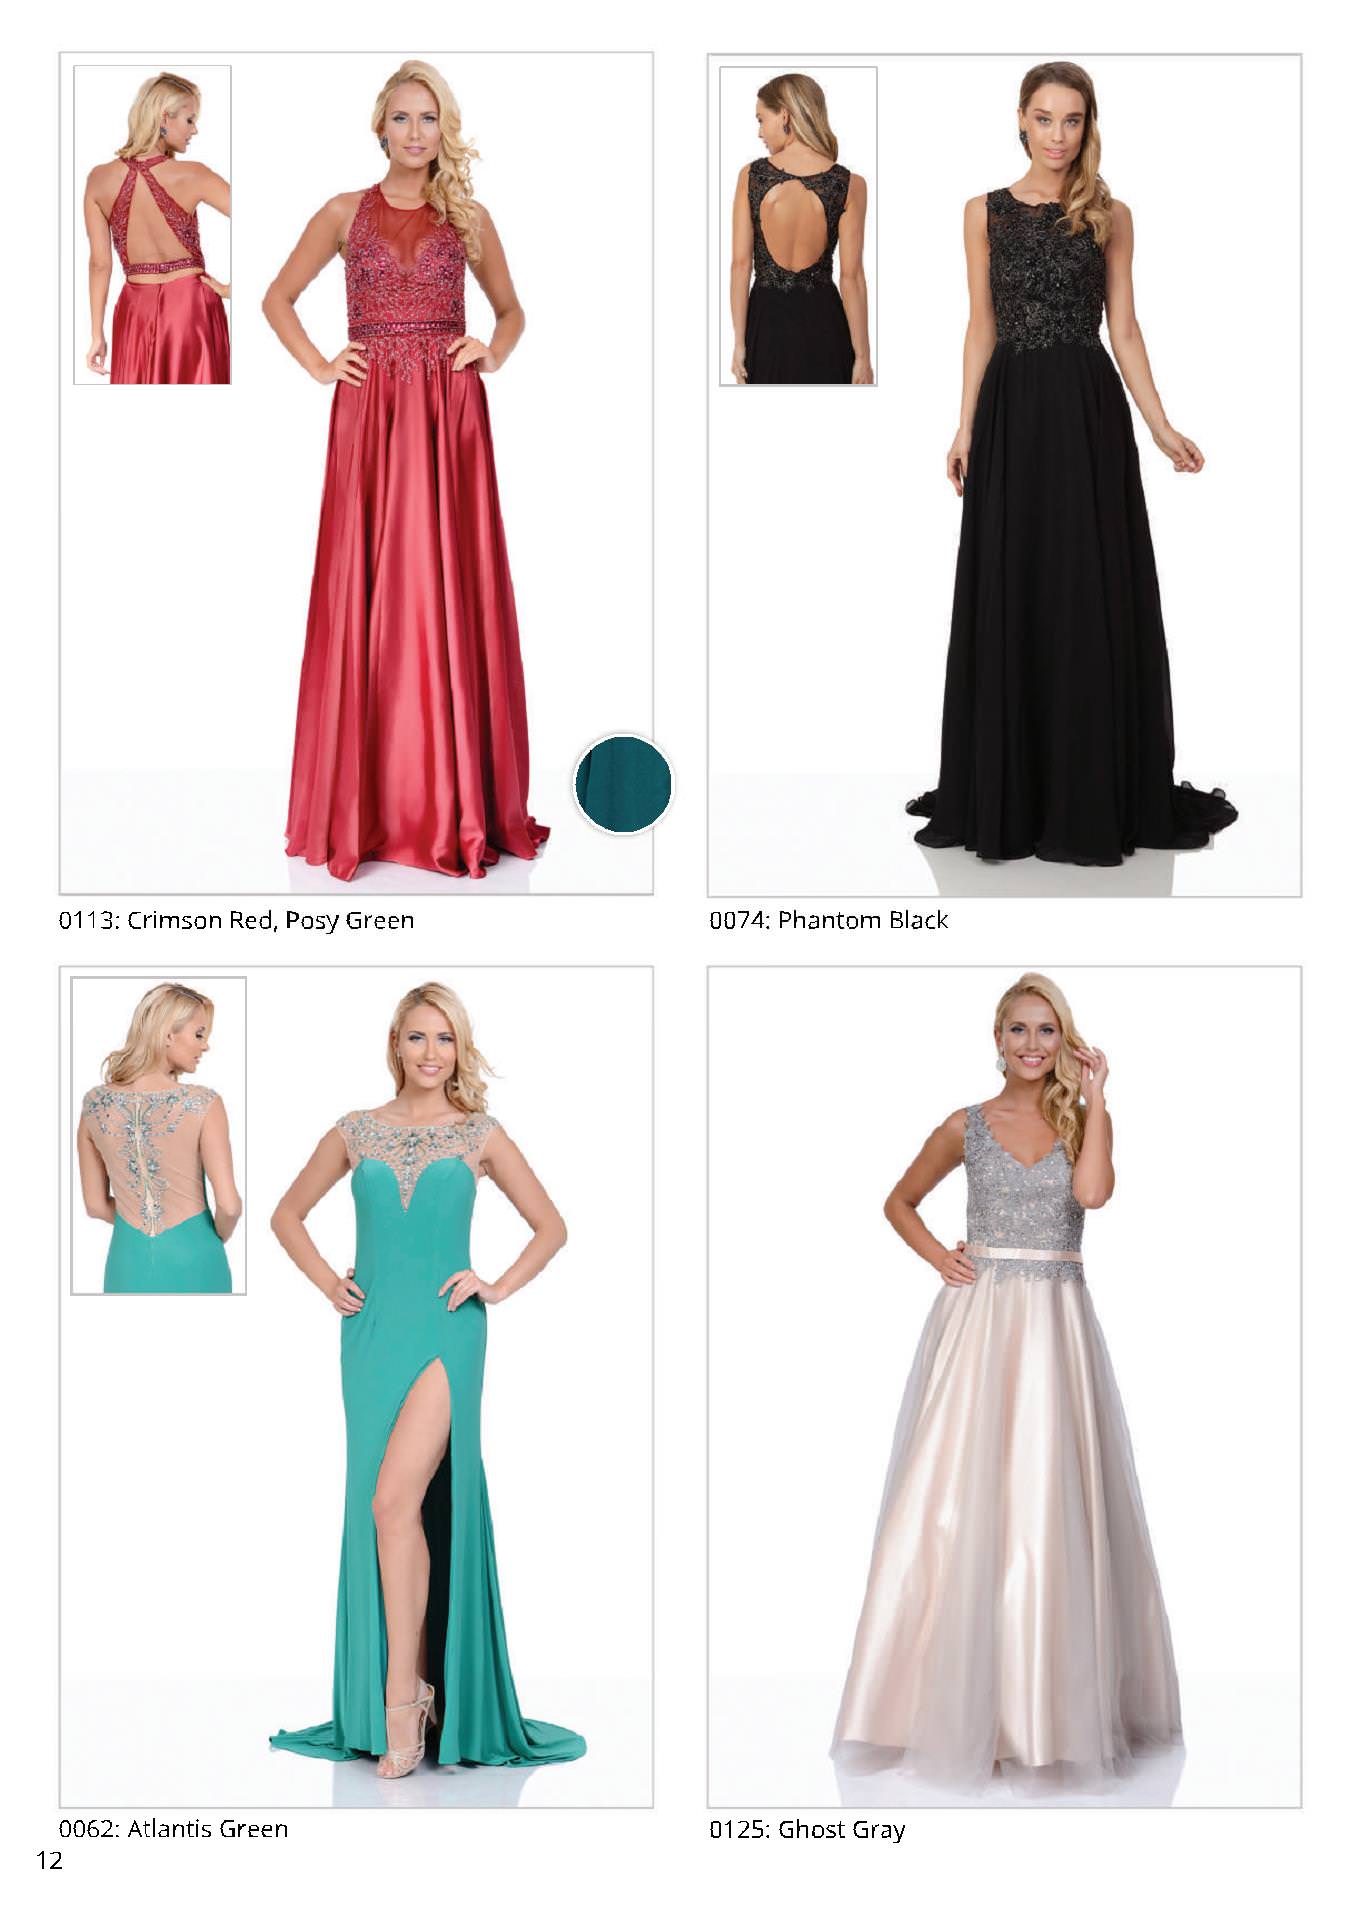 0113: Crimson Red, Posy Green
0074: Phantom Black
0062: Atlantis Green
0125: Ghost Gray
12